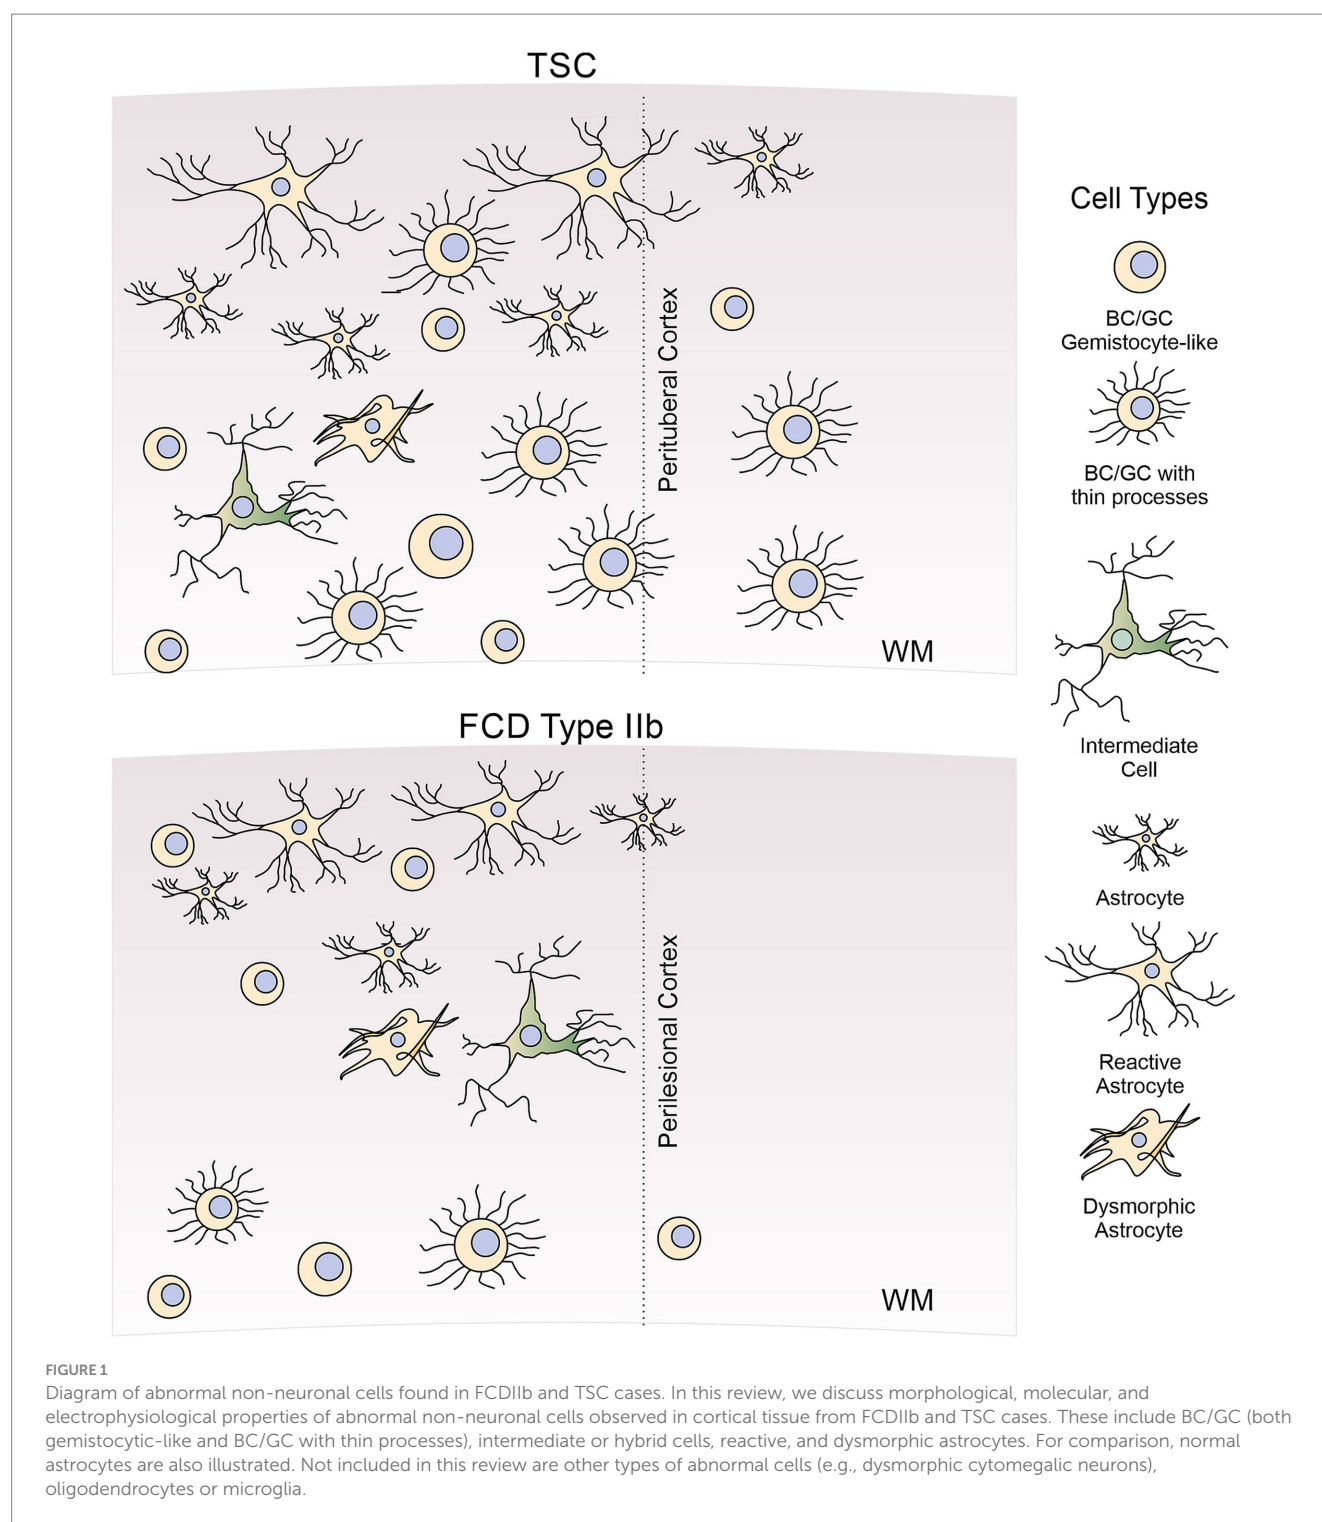 TSC
Perituberal Cortex
WM
FCD Type IIb
Perilesional Cortex
WM
Cell Types
BC/GC
Gemistocyte-like
BC/GC with
thin processes
Intermediate
Cell
Astrocyte
Reactive
Astrocyte
Dysmorphic
Astrocyte
FIGURE 1
Diagram of abnormal non-neuronal cells found in FCDIIb and TSC cases. In this review, we discuss morphological, molecular, and
electrophysiological properties of abnormal non-neuronal cells observed in cortical tissue from FCDIIb and TSC cases. These include BC/GC (both
gemistocytic-like and BC/GC with thin processes), intermediate or hybrid cells, reactive, and dysmorphic astrocytes. For comparison, normal
astrocytes are also illustrated. Not included in this review are other types of abnormal cells (e.g., dysmorphic cytomegalic neurons),
oligodendrocytes or microglia.